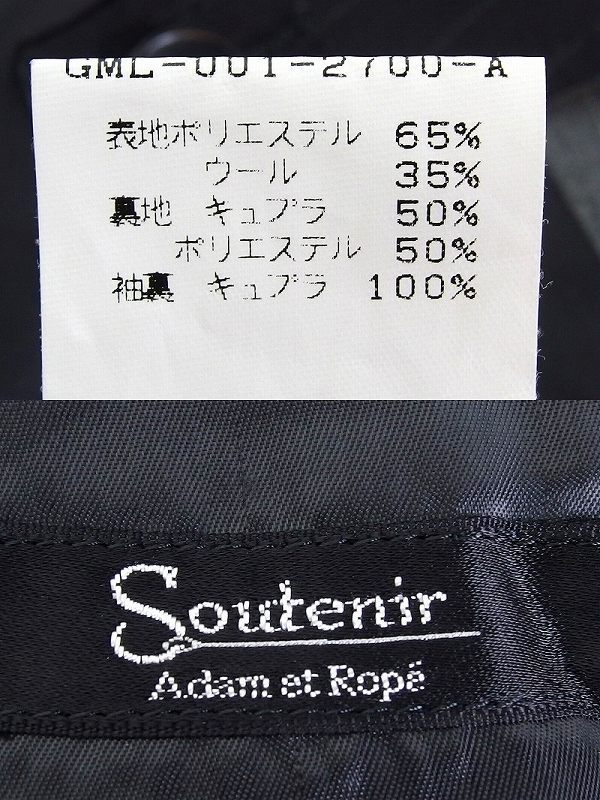 GML-001-2700-A
表地ポリエステル 65%
ウール 35%
裏地 キュプラ 50%
ポリエステル 50%
袖裏 キュプラ 100%
Soutenir
Adam et Ropē